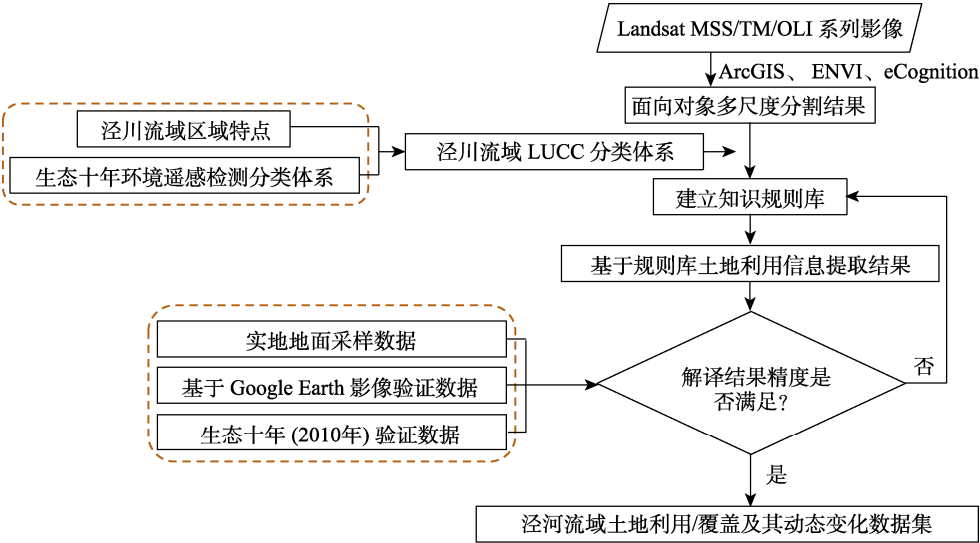 Landsat MSS/TM/OLI 系列影像
ArcGIS、ENVI、eCognition
面向对象多尺度分割结果
泾川流域区域特点
生态十年环境遥感检测分类体系
泾川流域 LUCC 分类体系
建立知识规则库
基于规则库土地利用信息提取结果
实地地面采样数据
基于 Google Earth 影像验证数据
生态十年 (2010年) 验证数据
解译结果精度是
否满足?
否
是
泾河流域土地利用/覆盖及其动态变化数据集